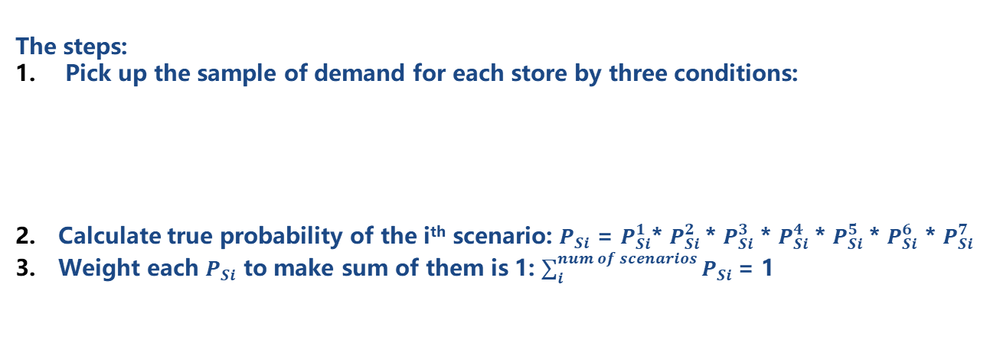 The steps:
1. Pick up the sample of demand for each store by three conditions:
2. Calculate true probability of the iᵗʰ scenario: $P_{Si} = P_{Si}^{1} * P_{Si}^{2} * P_{Si}^{3} * P_{Si}^{4} * P_{Si}^{5} * P_{Si}^{6} * P_{Si}^{7}$
3. Weight each $P_{Si}$ to make sum of them is 1: $\sum_{i}^{num\ of\ scenarios} P_{Si} = 1$